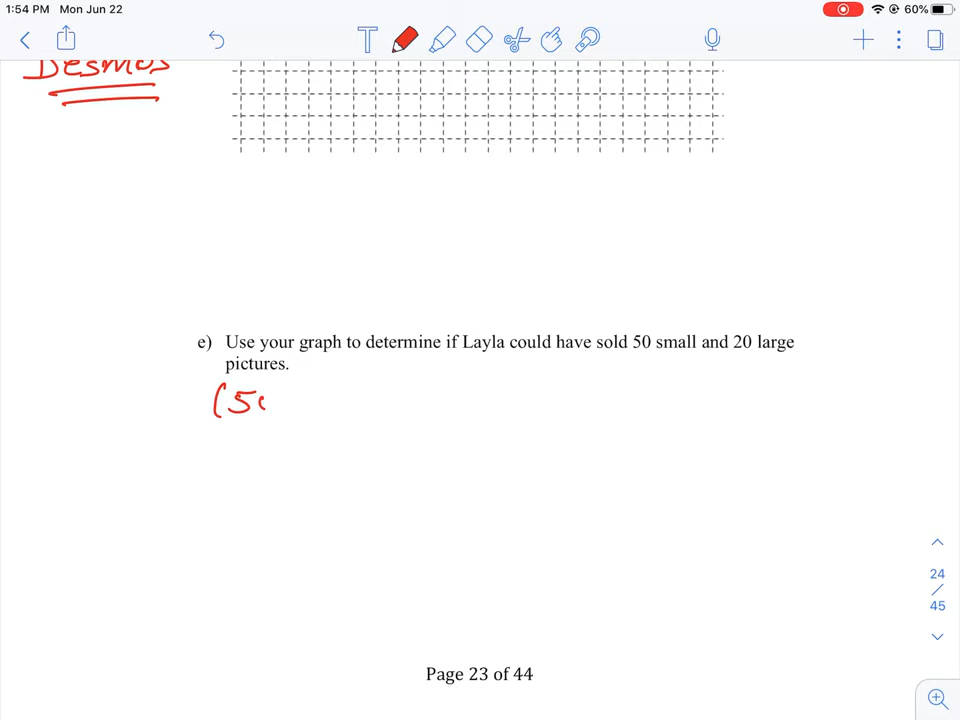 1:54 PM Mon Jun 22
60%
Desmos
e) Use your graph to determine if Layla could have sold 50 small and 20 large
pictures.
(5
24
/
45
Page 23 of 44